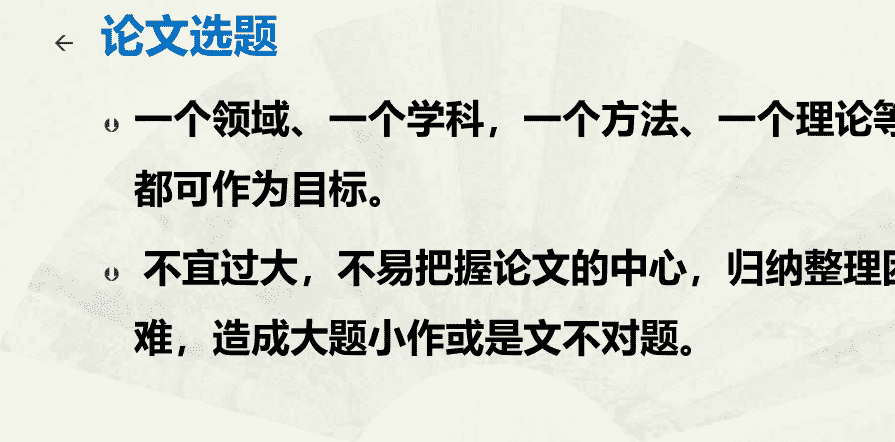 论文选题
一个领域、一个学科，一个方法、一个理论等
都可作为目标。
不宜过大，不易把握论文的中心，归纳整理困
难，造成大题小作或是文不对题。